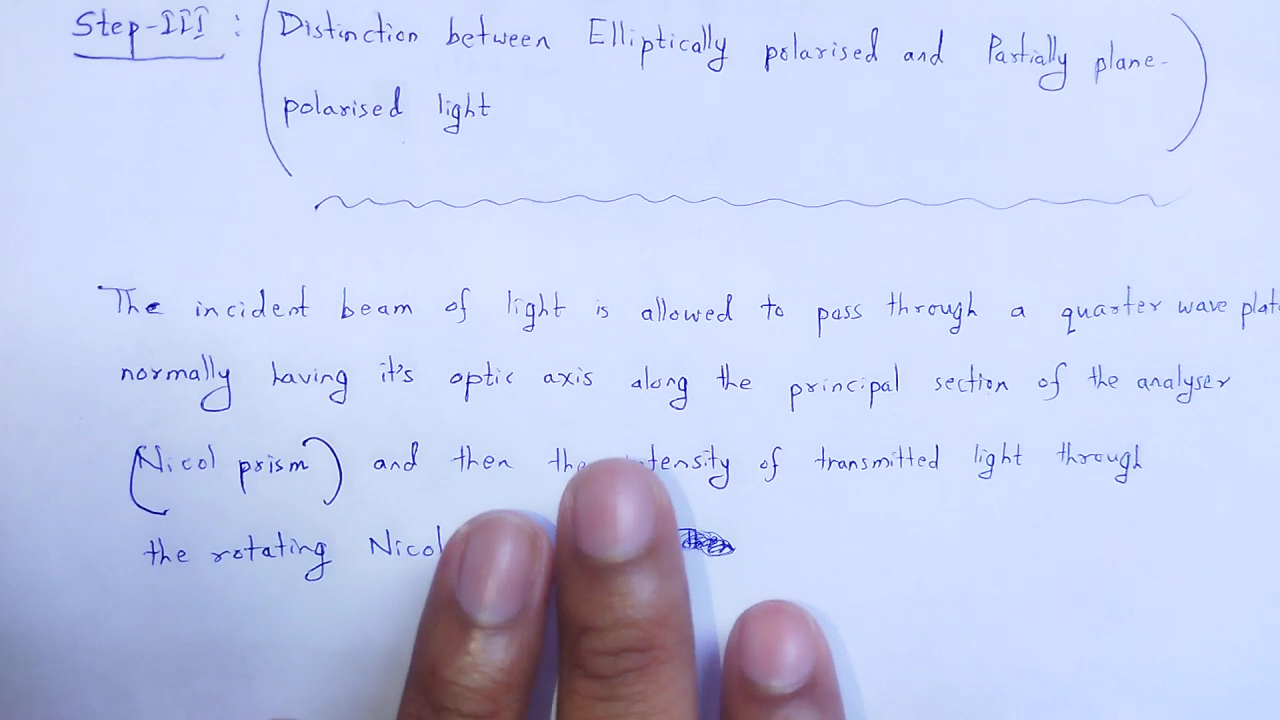 Step-III : (Distinction between Elliptically polarised and Partially plane-
polarised light)
The incident beam of light is allowed to pass through a quarter wave plate
normally having it's optic axis along the principal section of the analyser
(Nicol prism) and then the intensity of transmitted light through
the rotating Nicol